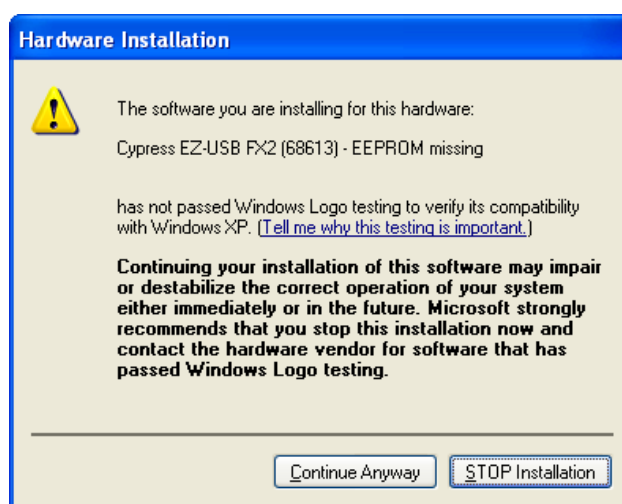 Hardware Installation
The software you are installing for this hardware:
Cypress EZ-USB FX2 (68613) - EEPROM missing
has not passed Windows Logo testing to verify its compatibility
with Windows XP. (Tell me why this testing is important.)
Continuing your installation of this software may impair
or destabilize the correct operation of your system
either immediately or in the future. Microsoft strongly
recommends that you stop this installation now and
contact the hardware vendor for software that has
passed Windows Logo testing.
Continue Anyway STOP Installation